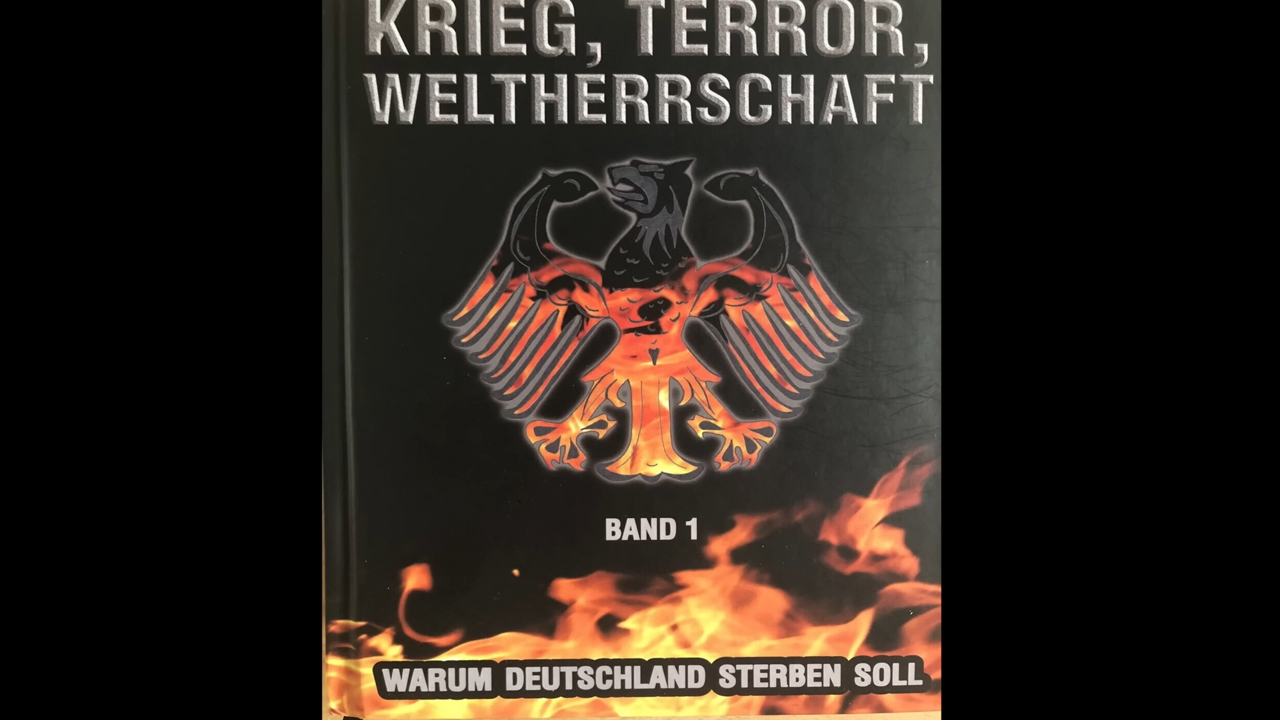 KRIEG, TERROR,
WELTHERRSCHAFT
BAND 1
WARUM DEUTSCHLAND STERBEN SOLL